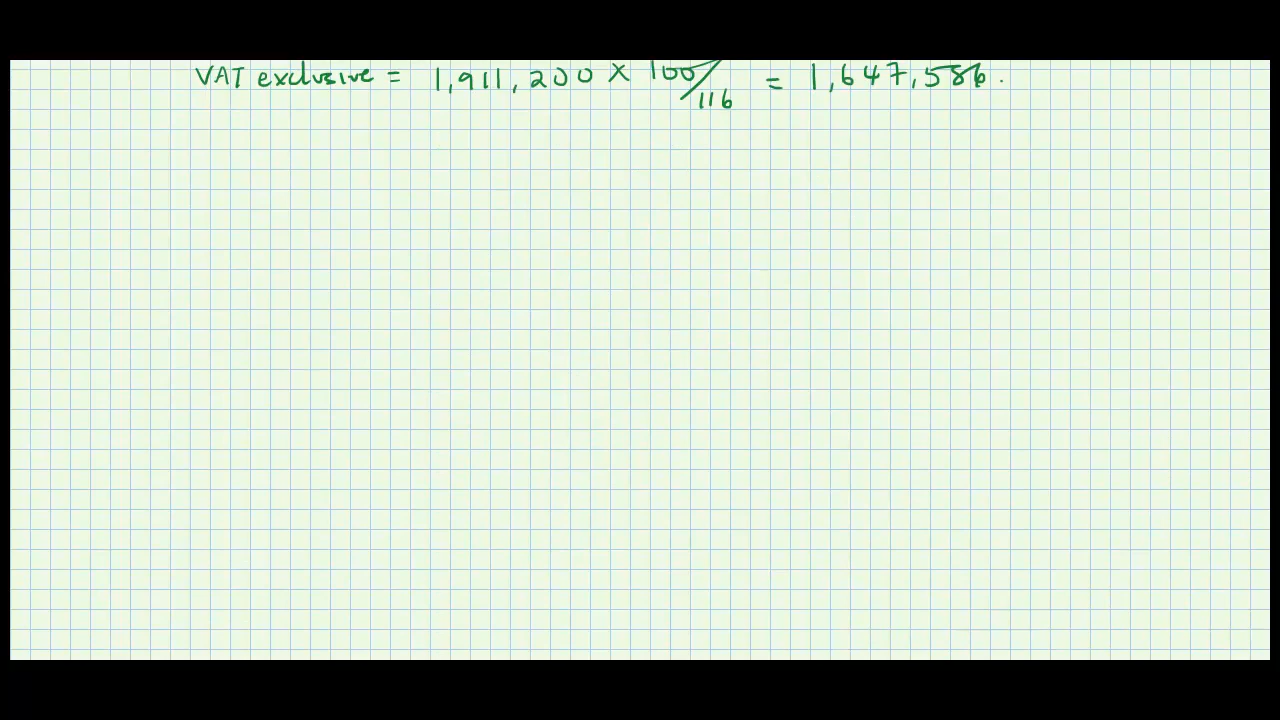 VAT exclusive = 1,911,200 X 100/116 = 1,647,586.